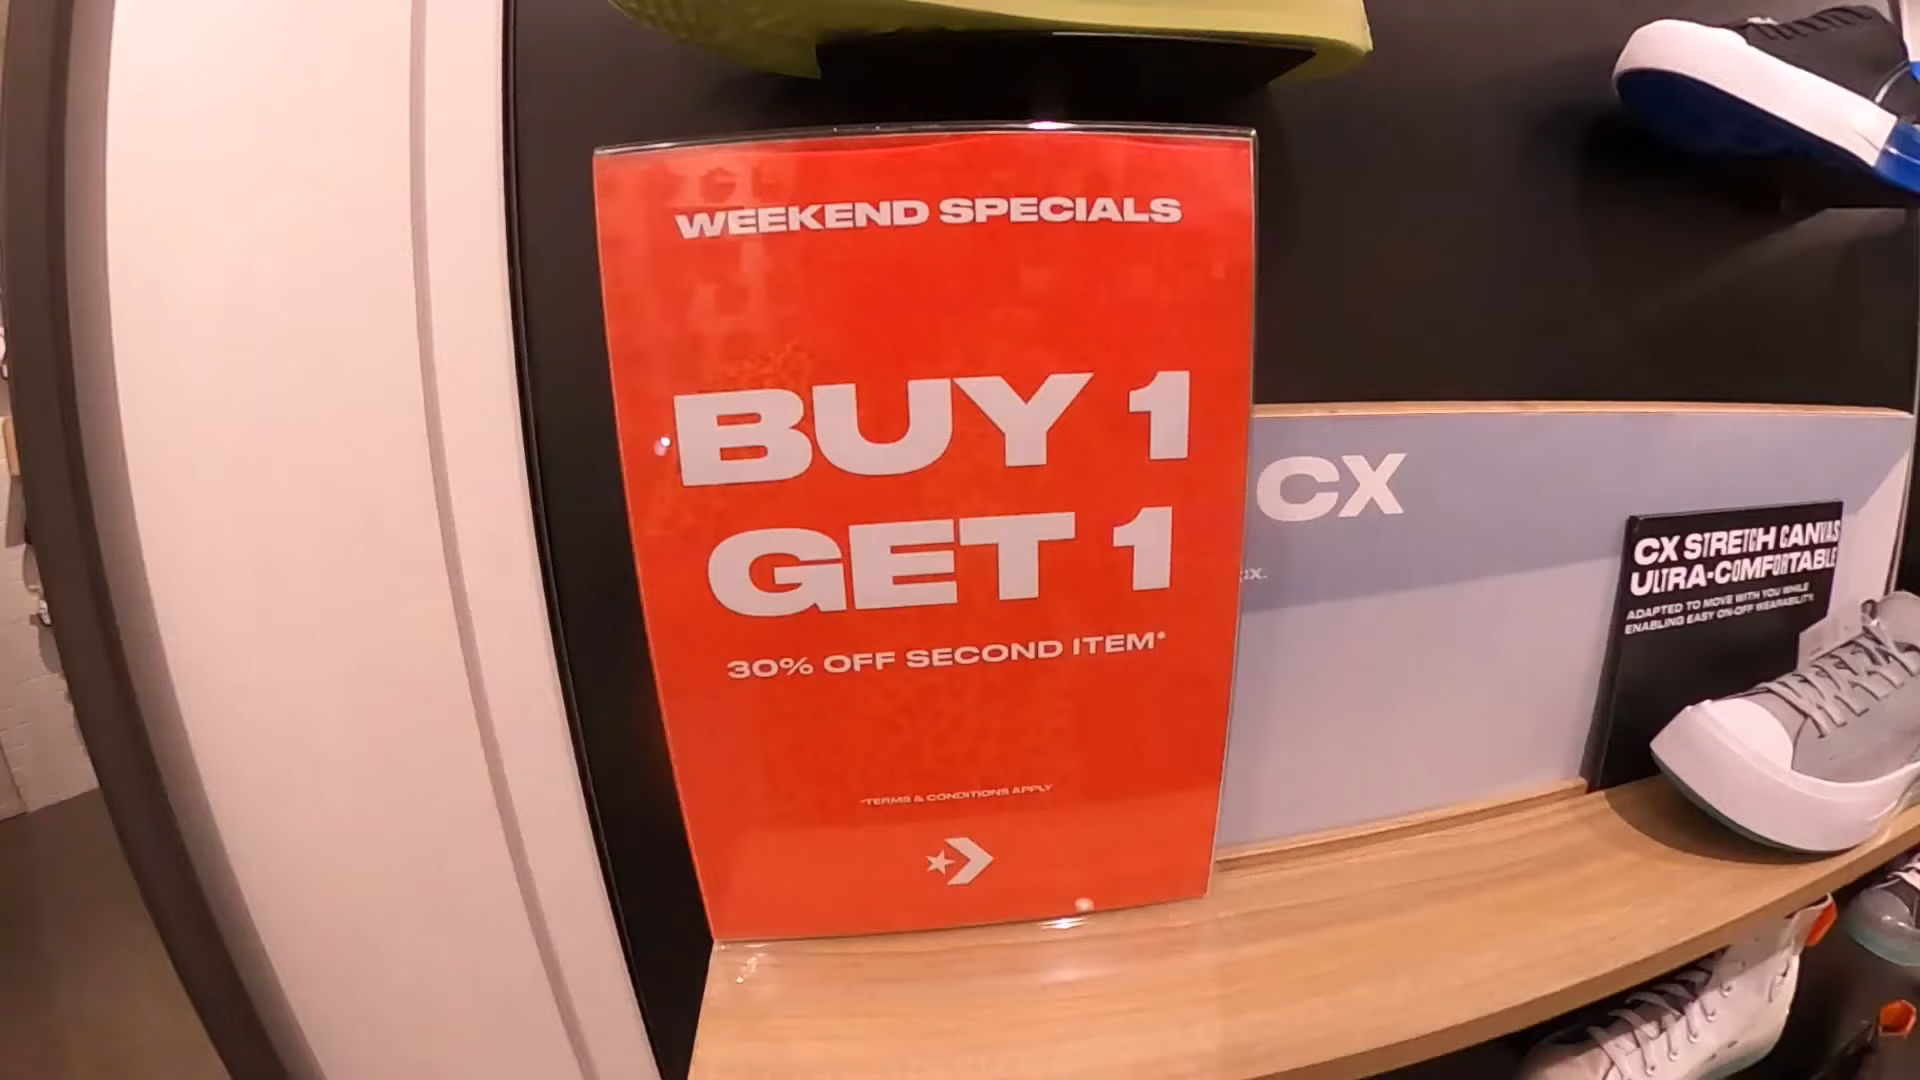 WEEKEND SPECIALS
BUY 1
GET 1
30% OFF SECOND ITEM*
*TERMS & CONDITIONS APPLY
CX
CX.
CX STRETCH CANVAS
ULTRA-COMFORTABLE
ADAPTED TO MOVE WITH YOU WHILE
ENABLING EASY ON-OFF WEARABILITY.